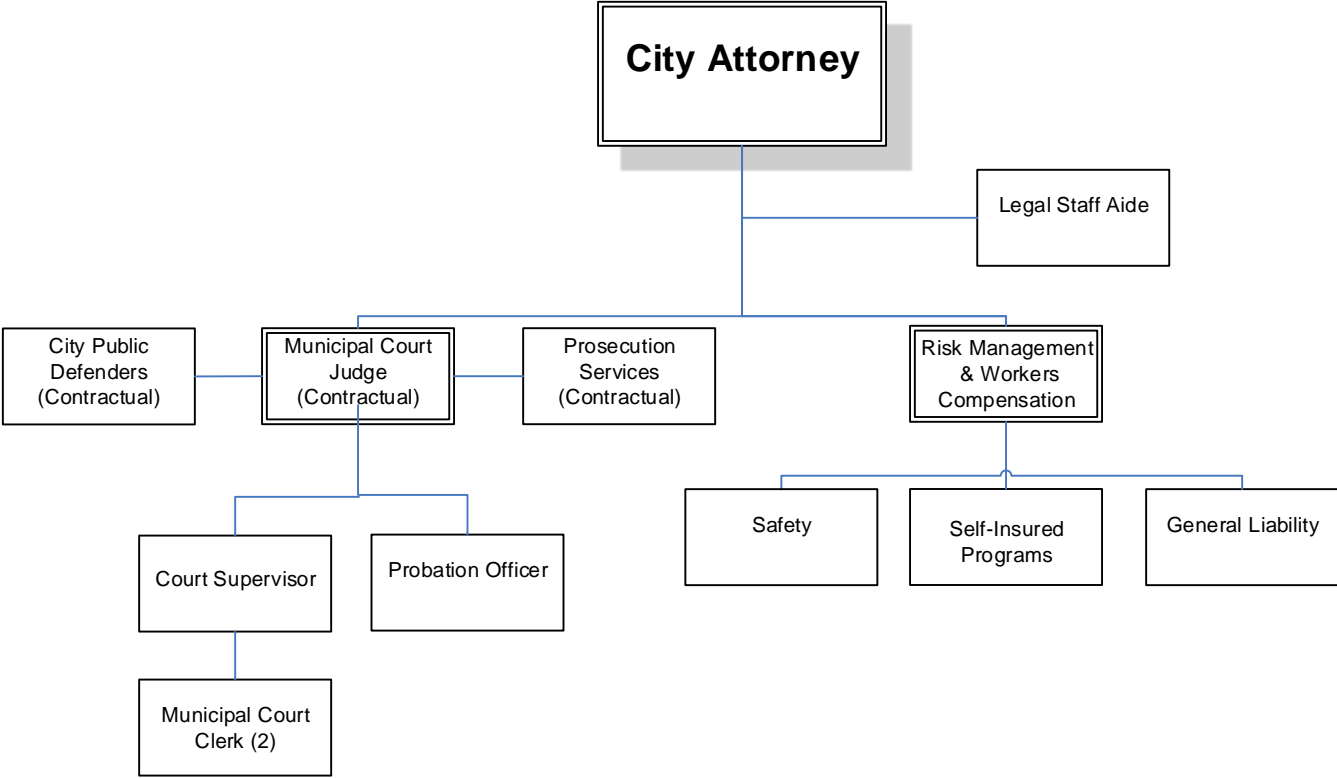 City Attorney
Legal Staff Aide
City Public
Defenders
(Contractual)
Municipal Court
Judge
(Contractual)
Prosecution
Services
(Contractual)
Risk Management
& Workers
Compensation
Safety
Self-Insured
Programs
General Liability
Court Supervisor
Probation Officer
Municipal Court
Clerk (2)